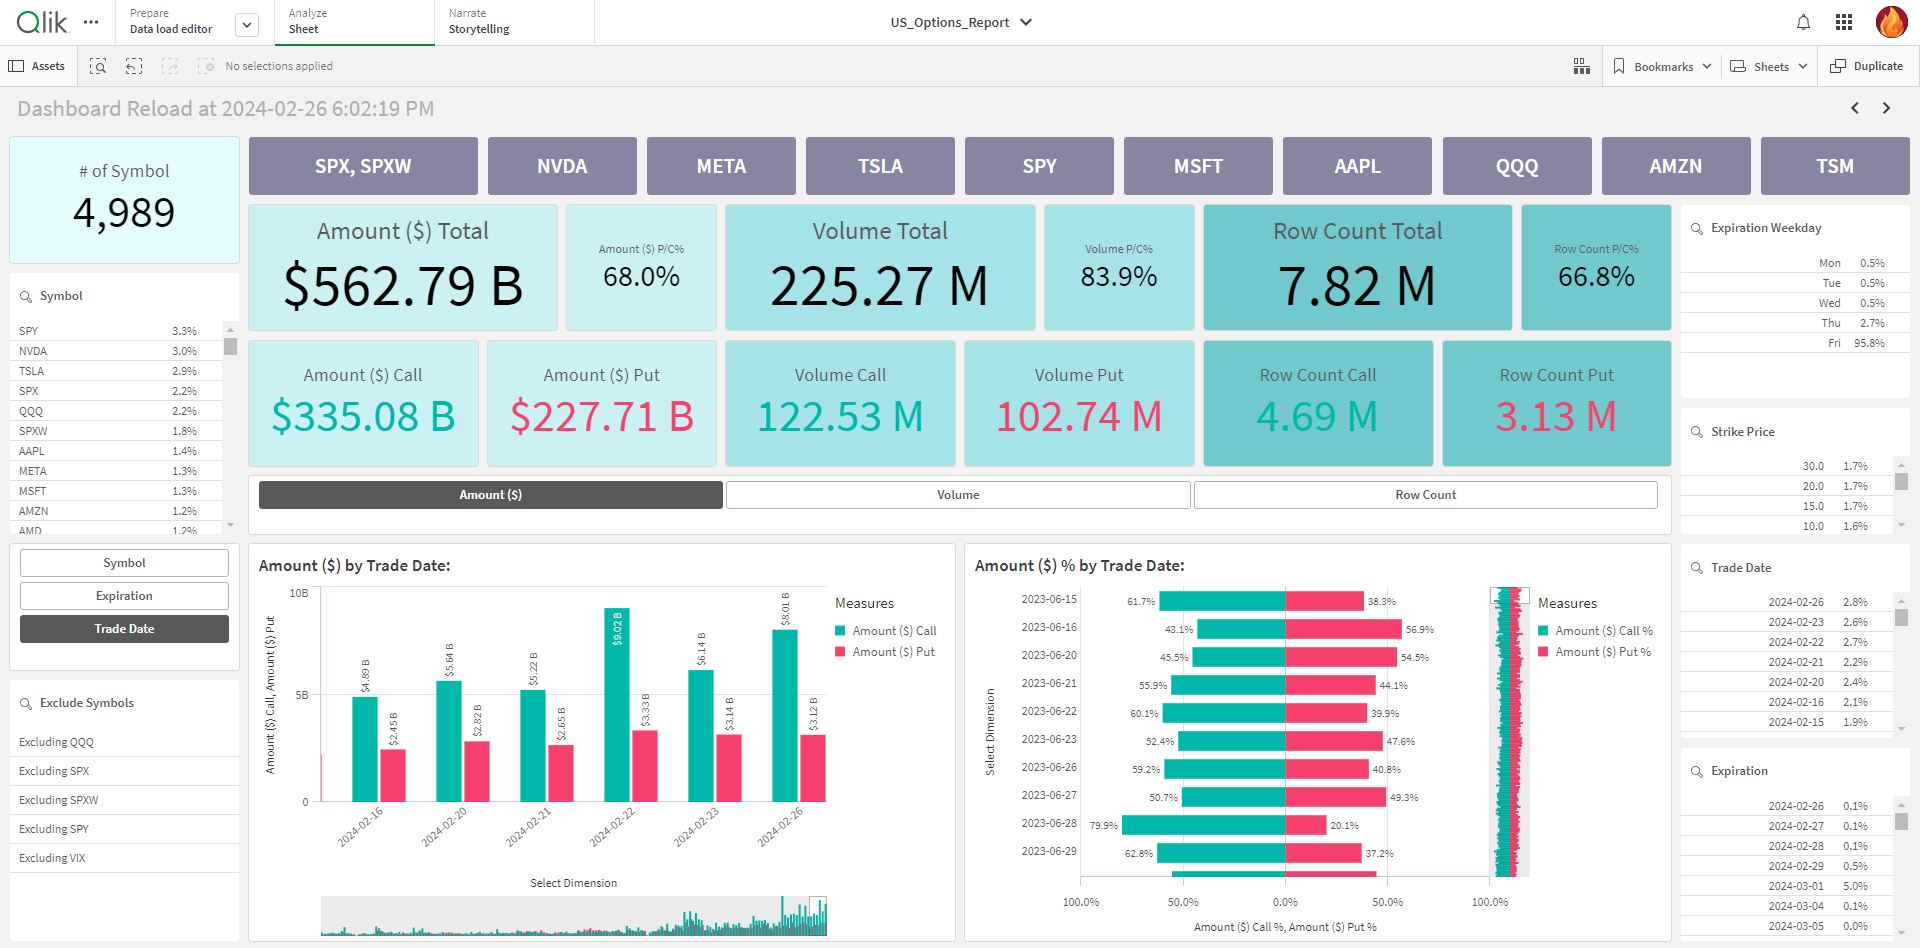 Qlik
Prepare
Data load editor
Analyze
Sheet
Narrate
Storytelling
US_Options_Report
Assets
No selections applied
Bookmarks
Sheets
Duplicate
Dashboard Reload at 2024-02-26 6:02:19 PM
# of Symbol
4,989
SPX, SPXW
NVDA
META
TSLA
SPY
MSFT
AAPL
QQQ
AMZN
TSM
Amount ($) Total
$562.79 B
Amount ($) P/C%
68.0%
Volume Total
225.27 M
Volume P/C%
83.9%
Row Count Total
7.82 M
Row Count P/C%
66.8%
Amount ($) Call
$335.08 B
Amount ($) Put
$227.71 B
Volume Call
122.53 M
Volume Put
102.74 M
Row Count Call
4.69 M
Row Count Put
3.13 M
Expiration Weekday
Mon 0.5%
Tue 0.5%
Wed 0.5%
Thu 2.7%
Fri 95.8%
Symbol
SPY 3.3%
NVDA 3.0%
TSLA 2.9%
SPX 2.2%
QQQ 2.2%
SPXW 1.8%
AAPL 1.4%
META 1.3%
MSFT 1.3%
AMZN 1.2%
AMD 1.2%
Strike Price
30.0 1.7%
20.0 1.7%
15.0 1.7%
10.0 1.6%
Amount ($)
Volume
Row Count
Symbol
Expiration
Trade Date
Exclude Symbols
Excluding QQQ
Excluding SPX
Excluding SPXW
Excluding SPY
Excluding VIX
Amount ($) by Trade Date:
Amount ($) Call, Amount ($) Put
10B
5B
0
$4.89 B
$2.45 B
$5.64 B
$2.82 B
$5.22 B
$2.65 B
$9.02 B
$3.33 B
$6.14 B
$3.14 B
$8.01 B
$3.12 B
2024-02-16
2024-02-20
2024-02-21
2024-02-22
2024-02-23
2024-02-26
Select Dimension
Measures
Amount ($) Call
Amount ($) Put
Amount ($) % by Trade Date:
Select Dimension
2023-06-15 61.7% 38.3%
2023-06-16 43.1% 56.9%
2023-06-20 45.5% 54.5%
2023-06-21 55.9% 44.1%
2023-06-22 60.1% 39.9%
2023-06-23 52.4% 47.6%
2023-06-26 59.2% 40.8%
2023-06-27 50.7% 49.3%
2023-06-28 79.9% 20.1%
2023-06-29 62.8% 37.2%
100.0% 50.0% 0.0% 50.0% 100.0%
Amount ($) Call %, Amount ($) Put %
Measures
Amount ($) Call %
Amount ($) Put %
Trade Date
2024-02-26 2.8%
2024-02-23 2.6%
2024-02-22 2.7%
2024-02-21 2.2%
2024-02-20 2.4%
2024-02-16 2.1%
2024-02-15 1.9%
Expiration
2024-02-26 0.1%
2024-02-27 0.1%
2024-02-28 0.1%
2024-02-29 0.5%
2024-03-01 5.0%
2024-03-04 0.1%
2024-03-05 0.0%